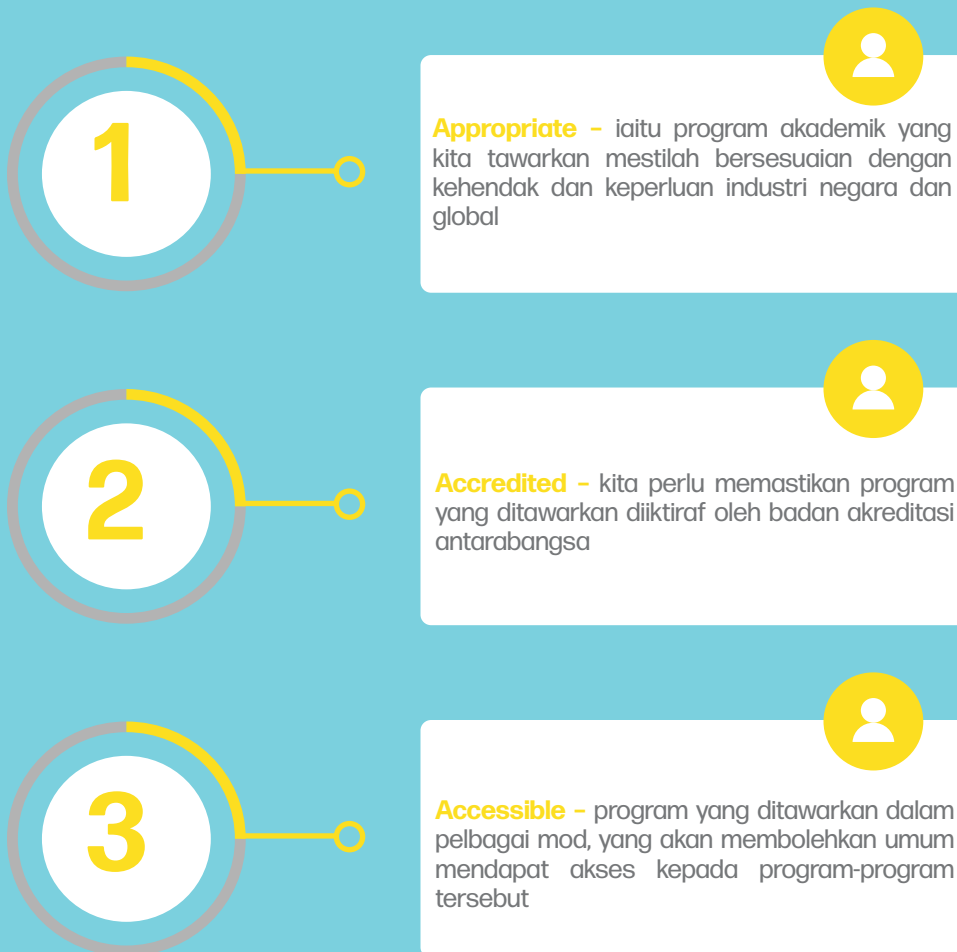 1
Appropriate – iaitu program akademik yang
kita tawarkan mestilah bersesuaian dengan
kehendak dan keperluan industri negara dan
global
2
Accredited – kita perlu memastikan program
yang ditawarkan diiktiraf oleh badan akreditasi
antarabangsa
3
Accessible – program yang ditawarkan dalam
pelbagai mod, yang akan membolehkan umum
mendapat akses kepada program-program
tersebut